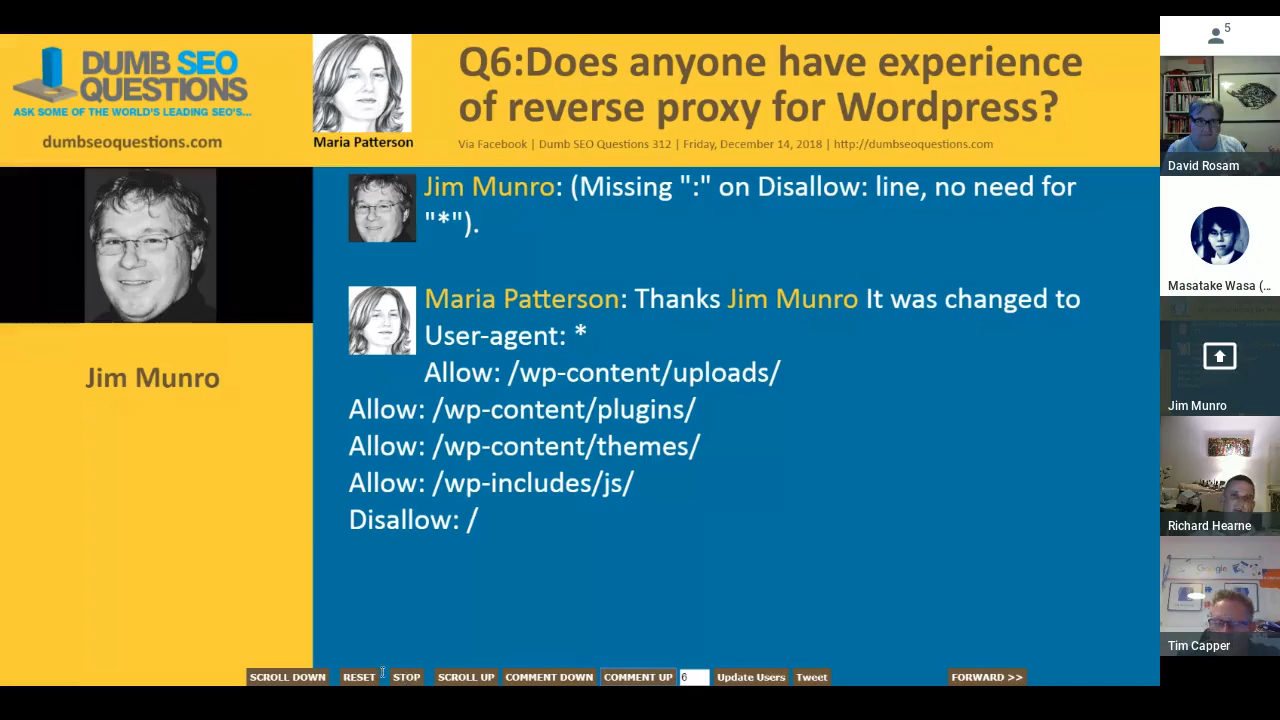 DUMB SEO
QUESTIONS
ASK SOME OF THE WORLD'S LEADING SEO'S...
dumbseoquestions.com
Maria Patterson
Q6:Does anyone have experience
of reverse proxy for Wordpress?
Via Facebook | Dumb SEO Questions 312 | Friday, December 14, 2018 | http://dumbseoquestions.com
Jim Munro
Jim Munro: (Missing ":" on Disallow: line, no need for
"*").
Maria Patterson: Thanks Jim Munro It was changed to
User-agent: *
Allow: /wp-content/uploads/
Allow: /wp-content/plugins/
Allow: /wp-content/themes/
Allow: /wp-includes/js/
Disallow: /
SCROLL DOWN RESET STOP SCROLL UP COMMENT DOWN COMMENT UP 6 Update Users Tweet FORWARD >>
5
David Rosam
Masatake Wasa (...
Jim Munro
Richard Hearne
Google
Tim Capper